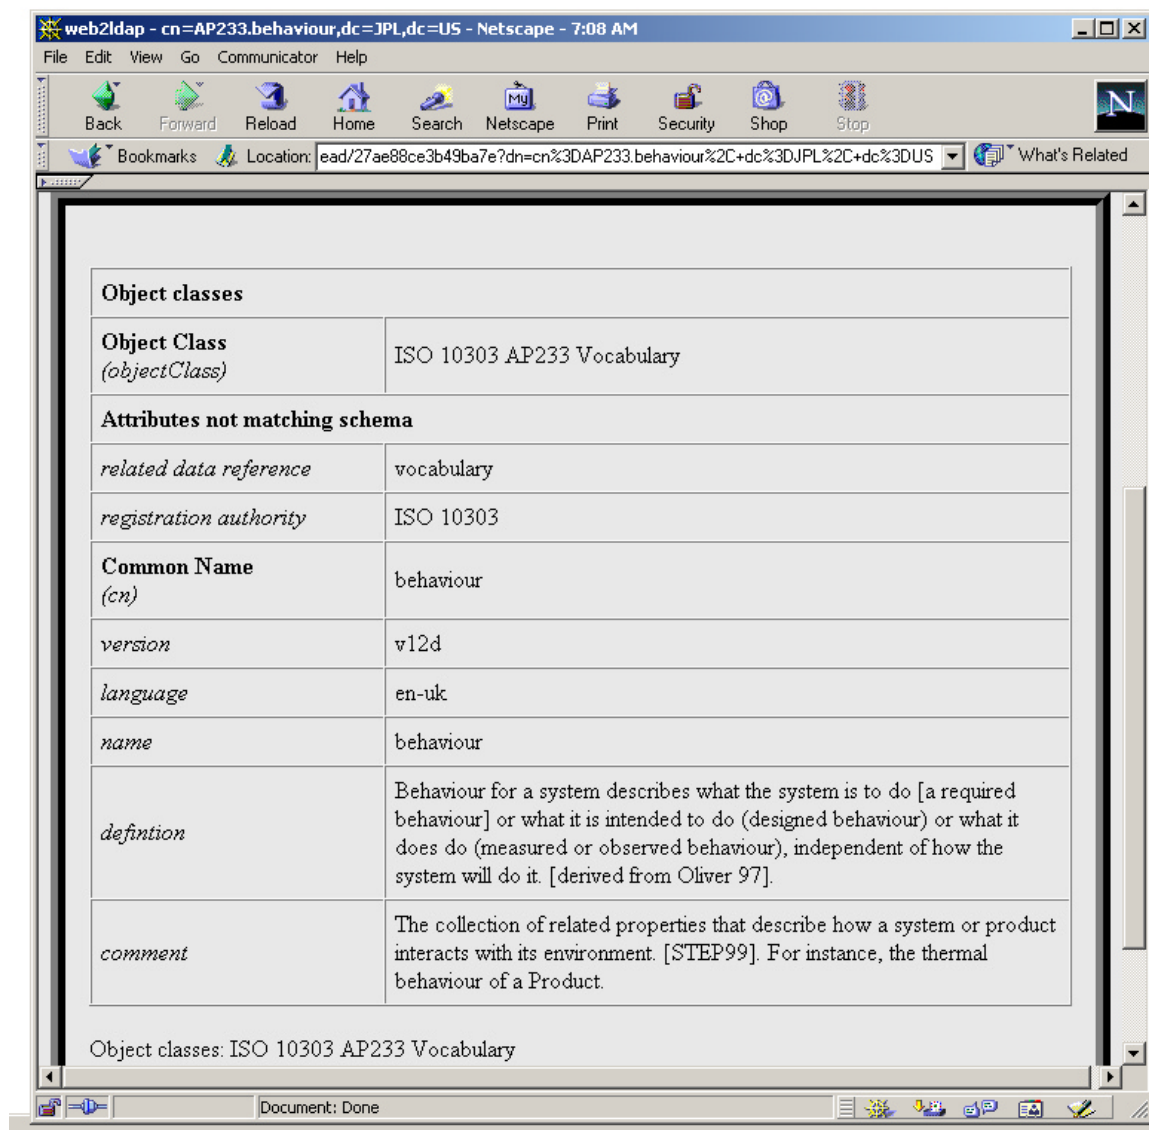 web2ldap - cn=AP233.behaviour,dc=JPL,dc=US - Netscape - 7:08 AM
File Edit View Go Communicator Help
My
N
Back Forward Reload Home Search Netscape Print Security Shop Stop
Bookmarks Location: ead/27ae88ce3b49ba7e?dn=cn%3DAP233.behaviour%2C+dc%3DJPL%2C+dc%3DUS What's Related
Object classes
Object Class
(objectClass)
ISO 10303 AP233 Vocabulary
Attributes not matching schema
related data reference vocabulary
registration authority ISO 10303
Common Name
(cn)
behaviour
version v12d
language en-uk
name behaviour
defintion
Behaviour for a system describes what the system is to do [a required
behaviour] or what it is intended to do (designed behaviour) or what it
does do (measured or observed behaviour), independent of how the
system will do it. [derived from Oliver 97].
comment
The collection of related properties that describe how a system or product
interacts with its environment. [STEP99]. For instance, the thermal
behaviour of a Product.
Object classes: ISO 10303 AP233 Vocabulary
Document: Done